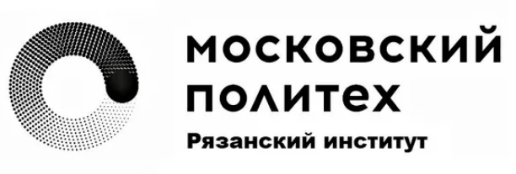 московский
политех
Рязанский институт